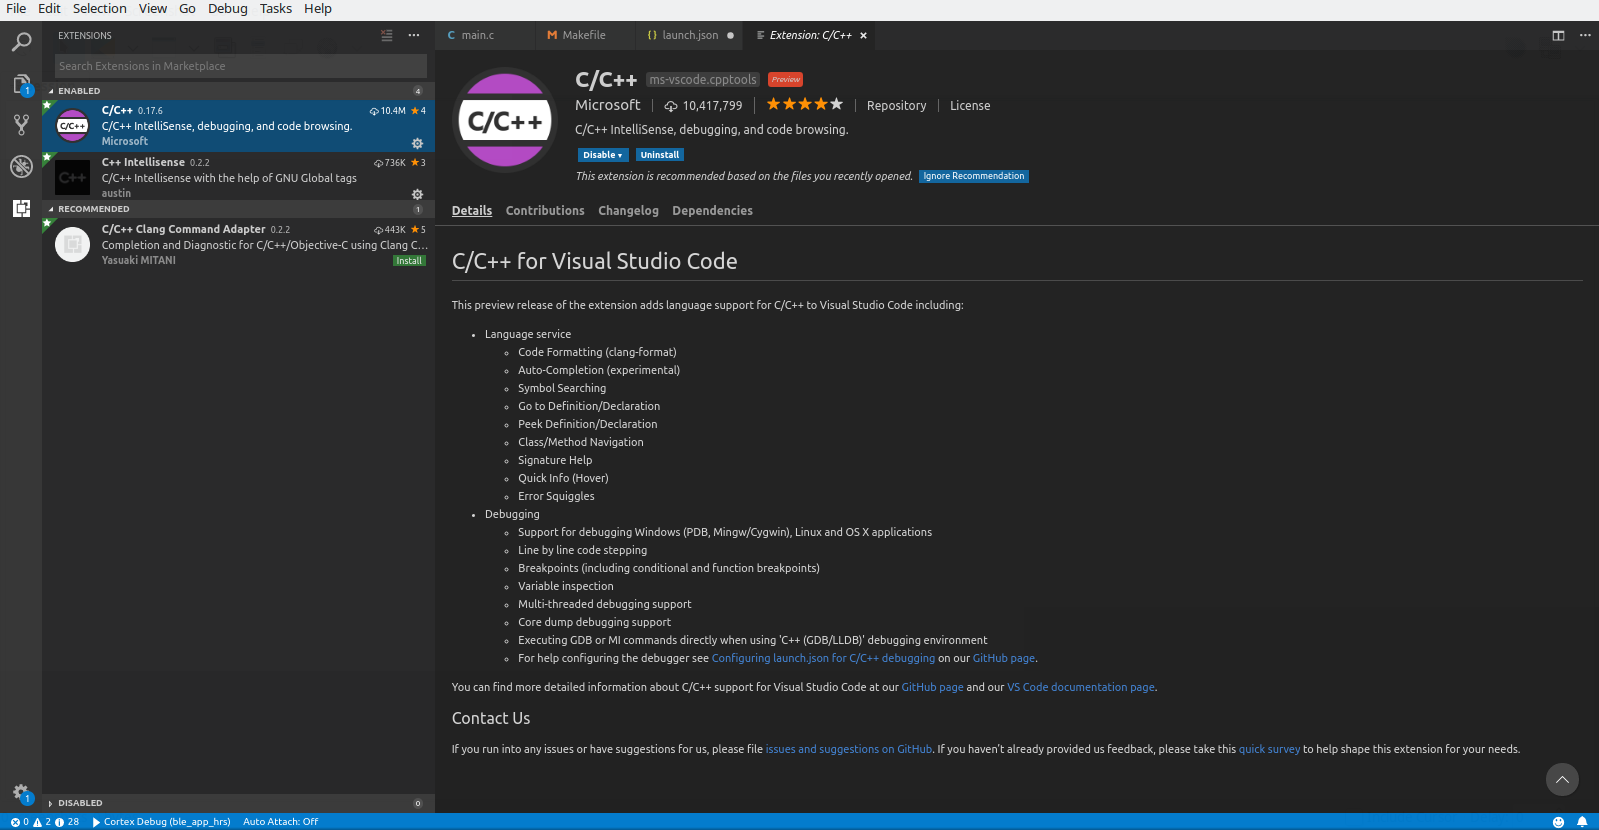 File Edit Selection View Go Debug Tasks Help
EXTENSIONS
Search Extensions in Marketplace
ENABLED 4
C/C++ 0.17.6 10.4M 4
C/C++ IntelliSense, debugging, and code browsing.
Microsoft
C++ Intellisense 0.2.2 736K 3
C/C++ Intellisense with the help of GNU Global tags
austin
RECOMMENDED 1
C/C++ Clang Command Adapter 0.2.2 443K 5
Completion and Diagnostic for C/C++/Objective-C using Clang C...
Yasuaki MITANI Install
DISABLED 0
1
1
C/C++
C++
C main.c M Makefile {} launch.json Extension: C/C++
C/C++
C/C++ ms-vscode.cpptools Preview
Microsoft 10,417,799 Repository License
C/C++ IntelliSense, debugging, and code browsing.
Disable Uninstall
This extension is recommended based on the files you recently opened. Ignore Recommendation
Details Contributions Changelog Dependencies
C/C++ for Visual Studio Code
This preview release of the extension adds language support for C/C++ to Visual Studio Code including:
Language service
Code Formatting (clang-format)
Auto-Completion (experimental)
Symbol Searching
Go to Definition/Declaration
Peek Definition/Declaration
Class/Method Navigation
Signature Help
Quick Info (Hover)
Error Squiggles
Debugging
Support for debugging Windows (PDB, Mingw/Cygwin), Linux and OS X applications
Line by line code stepping
Breakpoints (including conditional and function breakpoints)
Variable inspection
Multi-threaded debugging support
Core dump debugging support
Executing GDB or MI commands directly when using 'C++ (GDB/LLDB)' debugging environment
For help configuring the debugger see Configuring launch.json for C/C++ debugging on our GitHub page.
You can find more detailed information about C/C++ support for Visual Studio Code at our GitHub page and our VS Code documentation page.
Contact Us
If you run into any issues or have suggestions for us, please file issues and suggestions on GitHub. If you haven't already provided us feedback, please take this quick survey to help shape this extension for your needs.
0 2 28 Cortex Debug (ble_app_hrs) Auto Attach: Off